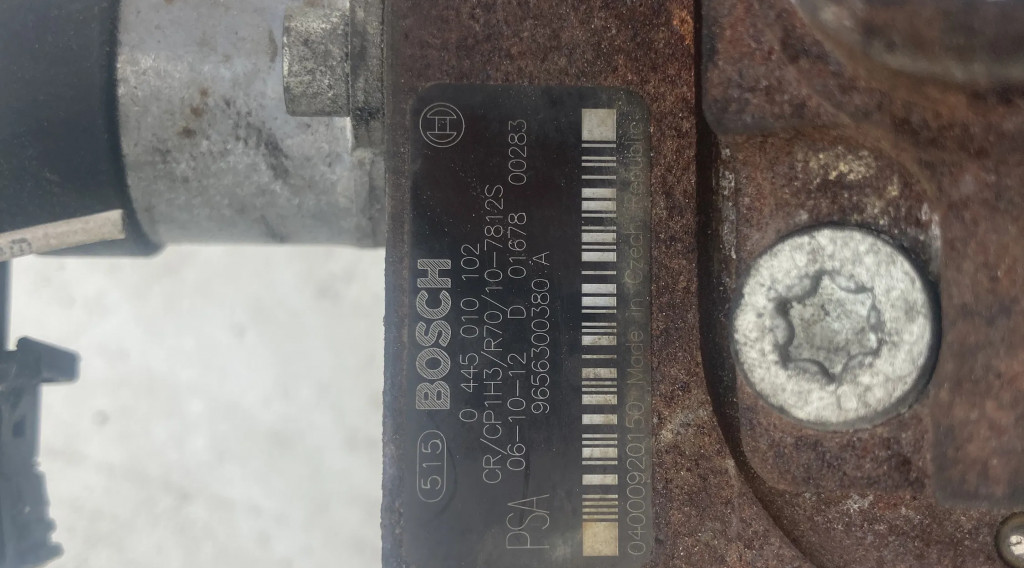 515 BOSCH
0 445 010 102
CR/CP1H3/R70/10-7812S
PSA 06-10-12 D 01678 00283
9656300380 A
0400092015 Made in Czech Republic